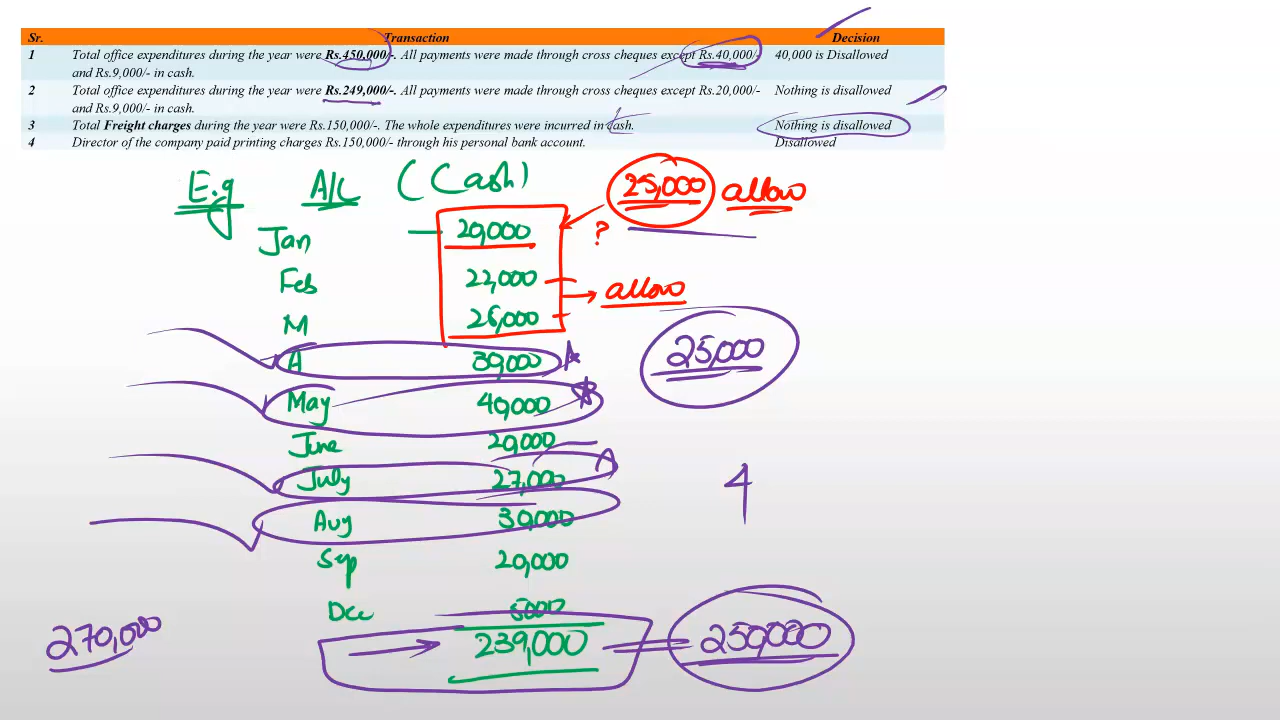 Sr. Transaction Decision
1 Total office expenditures during the year were Rs.450,000/-. All payments were made through cross cheques except Rs.40,000/- 40,000 is Disallowed
and Rs.9,000/- in cash.
2 Total office expenditures during the year were Rs.249,000/-. All payments were made through cross cheques except Rs.20,000/- Nothing is disallowed
and Rs.9,000/- in cash.
3 Total Freight charges during the year were Rs.150,000/-. The whole expenditures were incurred in cash. Nothing is disallowed
4 Director of the company paid printing charges Rs.150,000/- through his personal bank account. Disallowed
E.g A/C (Cash) 25,000 allow
Jan 20,000 ?
Feb 22,000 allow
M 26,000
25,000
A 39,000
May 40,000
June 20,000
July 27,000 4
Aug 30,000
Sep 20,000
Dec 5000
270,000 239,000 250,000